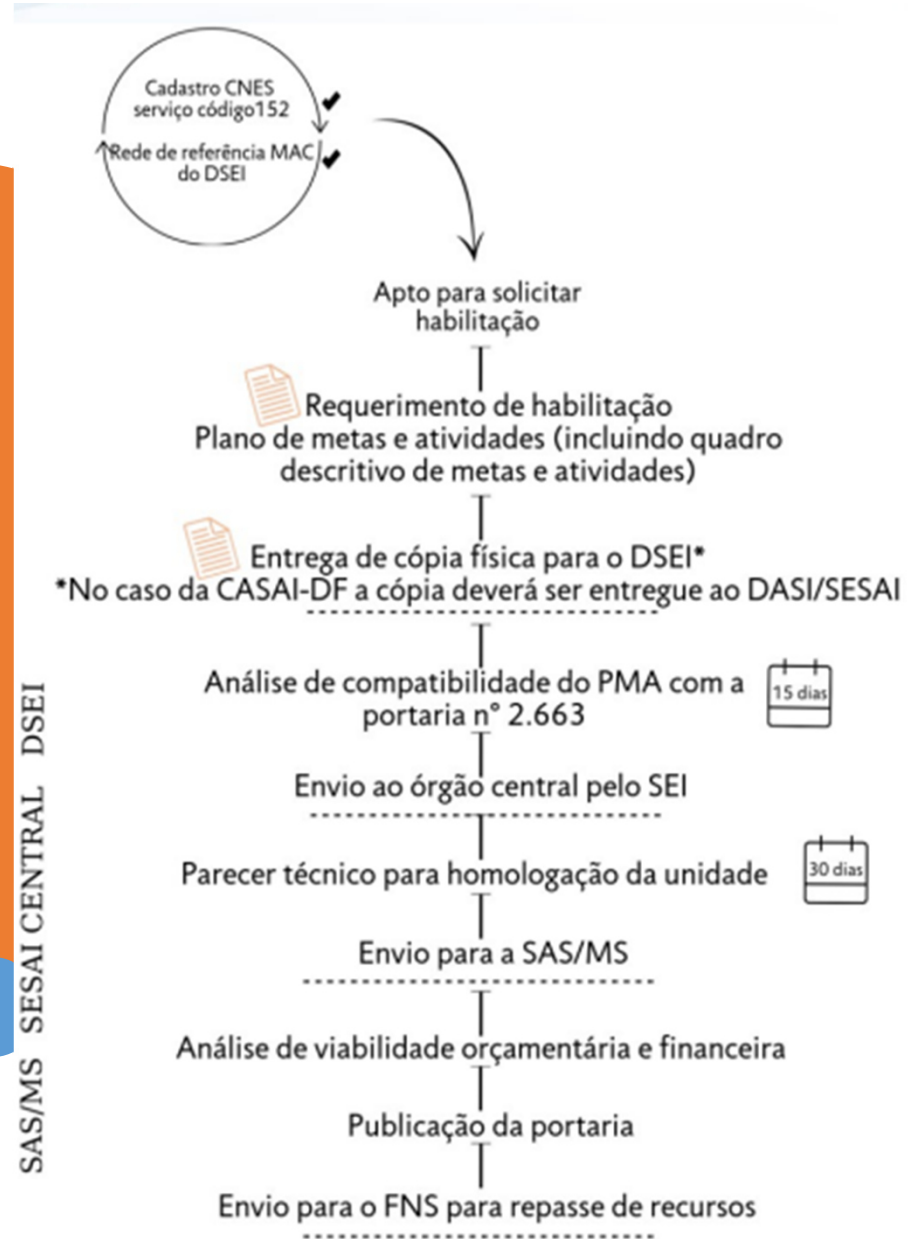 Cadastro CNES
serviço código152
Rede de referência MAC
do DSEI
Apto para solicitar
habilitação
Requerimento de habilitação
Plano de metas e atividades (incluindo quadro
descritivo de metas e atividades)
Entrega de cópia física para o DSEI*
*No caso da CASAI-DF a cópia deverá ser entregue ao DASI/SESAI
Análise de compatibilidade do PMA com a
portaria n° 2.663
15 dias
Envio ao órgão central pelo SEI
Parecer técnico para homologação da unidade
30 dias
Envio para a SAS/MS
Análise de viabilidade orçamentária e financeira
Publicação da portaria
Envio para o FNS para repasse de recursos
SAS/MS SESAI CENTRAL DSEI